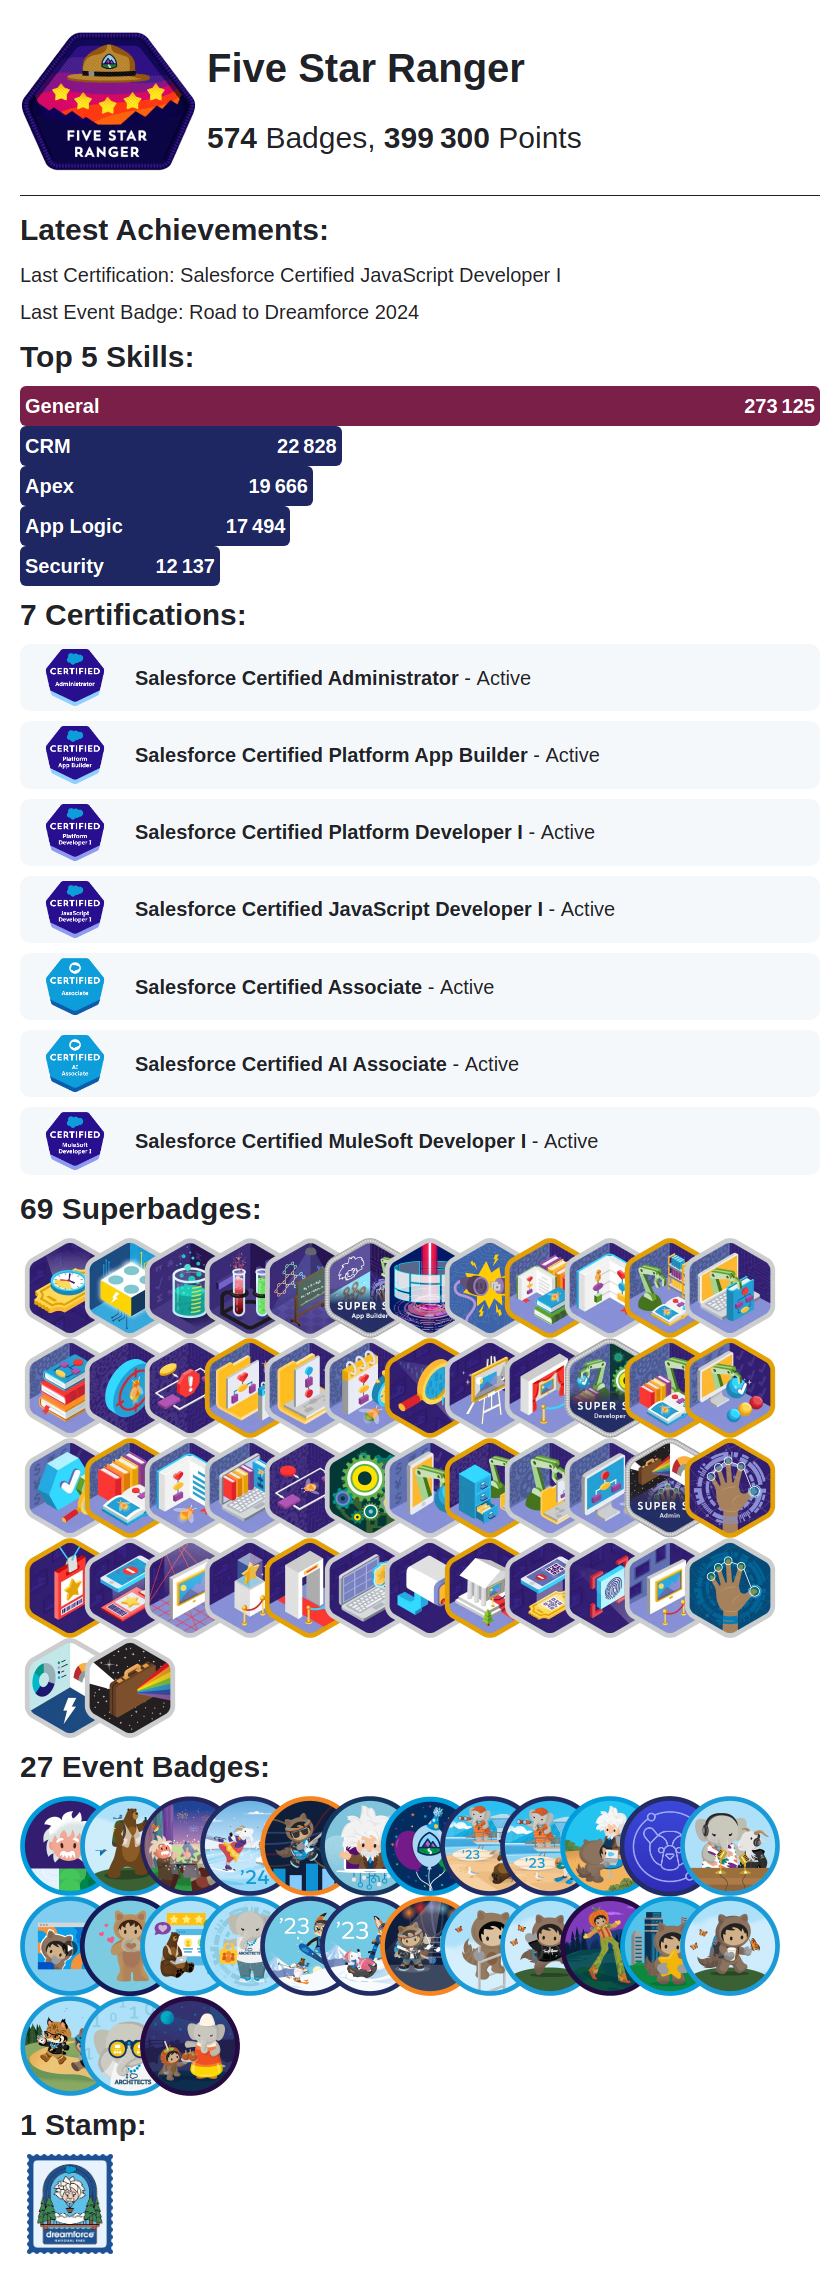 FIVE STAR
RANGER
Five Star Ranger
574 Badges, 399 300 Points
Latest Achievements:
Last Certification: Salesforce Certified JavaScript Developer I
Last Event Badge: Road to Dreamforce 2024
Top 5 Skills:
General 273 125
CRM 22 828
Apex 19 666
App Logic 17 494
Security 12 137
7 Certifications:
CERTIFIED
Administrator
Salesforce Certified Administrator - Active
CERTIFIED
Platform
App Builder
Salesforce Certified Platform App Builder - Active
CERTIFIED
Platform
Developer I
Salesforce Certified Platform Developer I - Active
CERTIFIED
JavaScript
Developer I
Salesforce Certified JavaScript Developer I - Active
CERTIFIED
Associate
Salesforce Certified Associate - Active
CERTIFIED
AI
Associate
Salesforce Certified AI Associate - Active
CERTIFIED
MuleSoft
Developer I
Salesforce Certified MuleSoft Developer I - Active
69 Superbadges:
SUPER S
App Builder
SUPER S
Developer
SUPER S
Admin
27 Event Badges:
'24
'23
'23
'23
'23
ARCHITECTS
ARCHITECTS
1 Stamp:
dreamforce
NATIONAL PARK